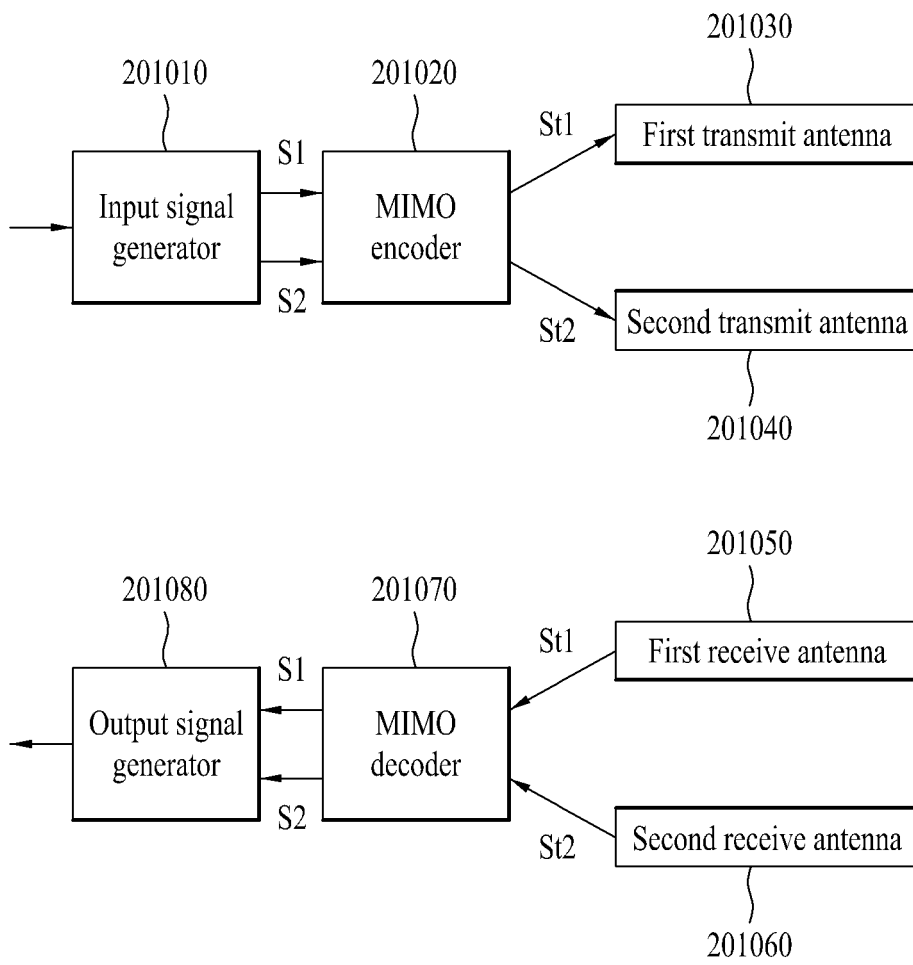 201030
201010
201020
St1
First transmit antenna
S1
Input signal
generator
MIMO
encoder
S2
Second transmit antenna
St2
201040
201050
201080
201070
St1
First receive antenna
S1
Output signal
generator
MIMO
decoder
S2
Second receive antenna
St2
201060